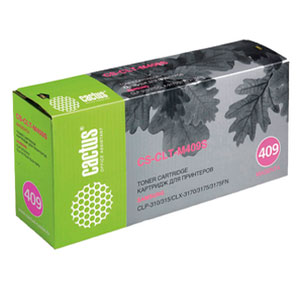 cactus
OFFICE ASSISTANT
409
CS-CLT-M409S
TONER CARTRIDGE
КАРТРИДЖ ДЛЯ ПРИНТЕРОВ
CLP-310/315/CLX-3170/3175/3175FN
409